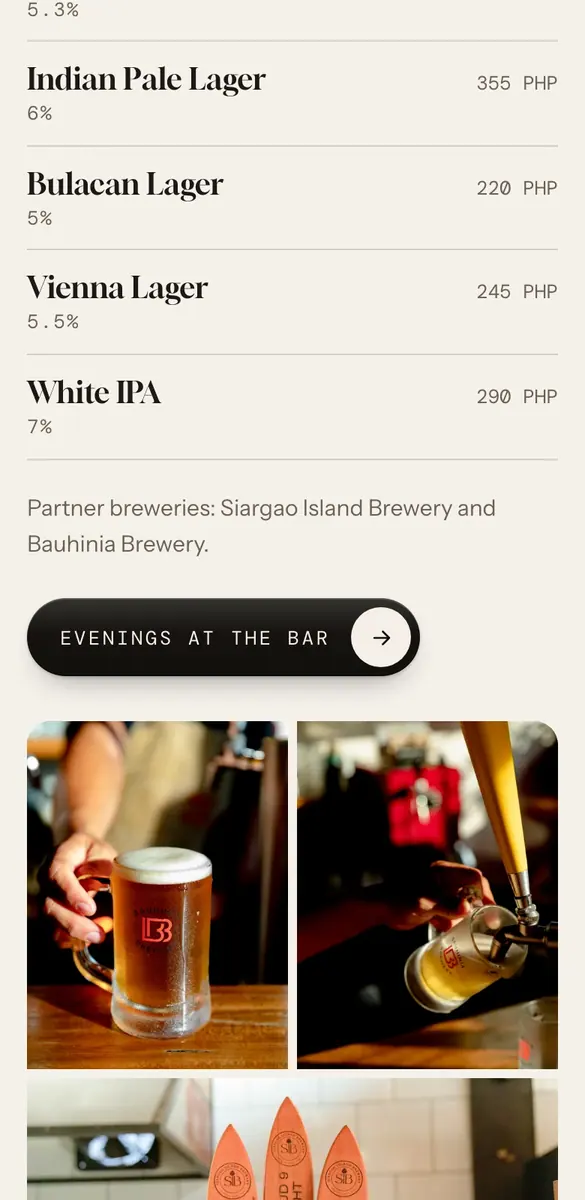 5.3%
Indian Pale Lager 355 PHP
6%
Bulacan Lager 220 PHP
5%
Vienna Lager 245 PHP
5.5%
White IPA 290 PHP
7%
Partner breweries: Siargao Island Brewery and
Bauhinia Brewery.
EVENINGS AT THE BAR